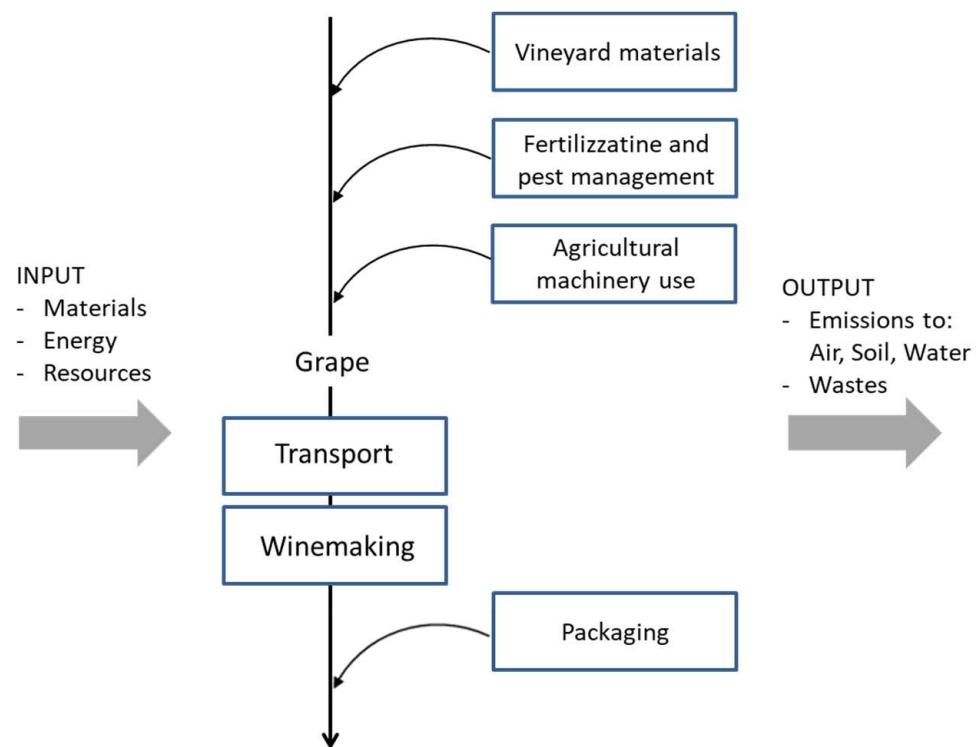 Vineyard materials
Fertilizzatine and
pest management
Agricultural
machinery use
INPUT
- Materials
- Energy
- Resources
OUTPUT
- Emissions to:
Air, Soil, Water
- Wastes
Grape
Transport
Winemaking
Packaging